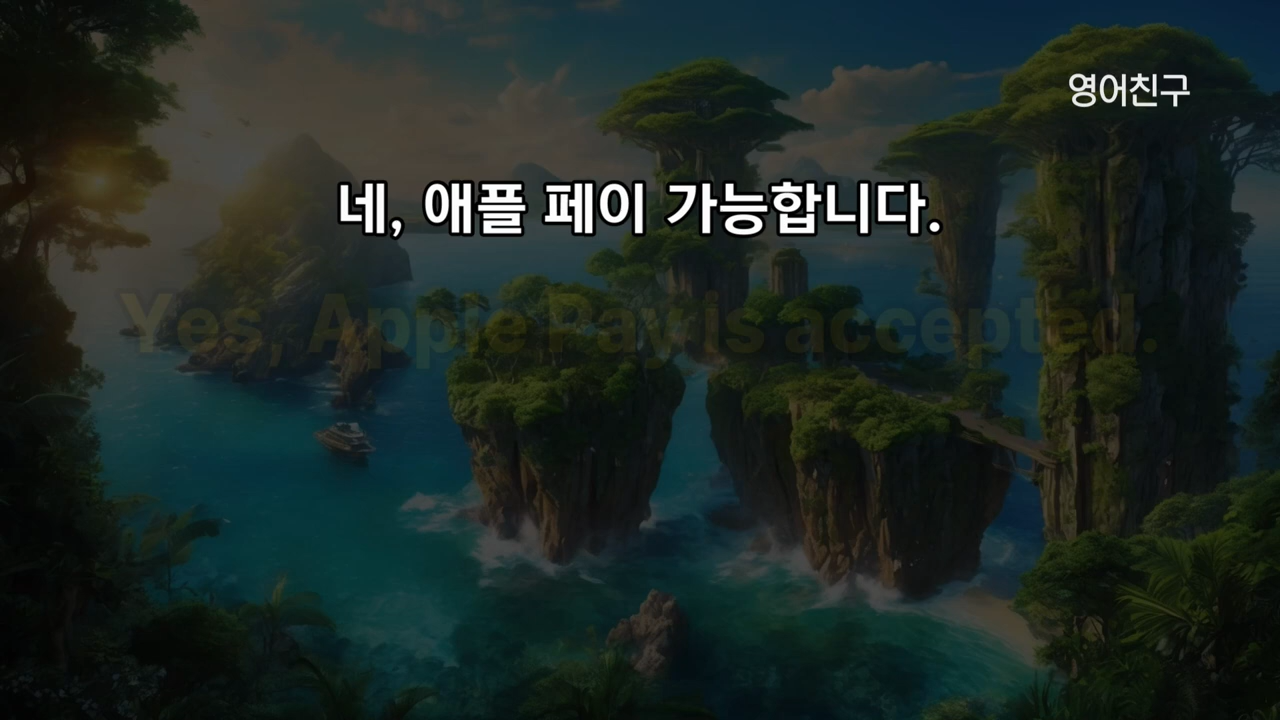 영어친구
네, 애플 페이 가능합니다.
Yes, Apple Pay is accepted.